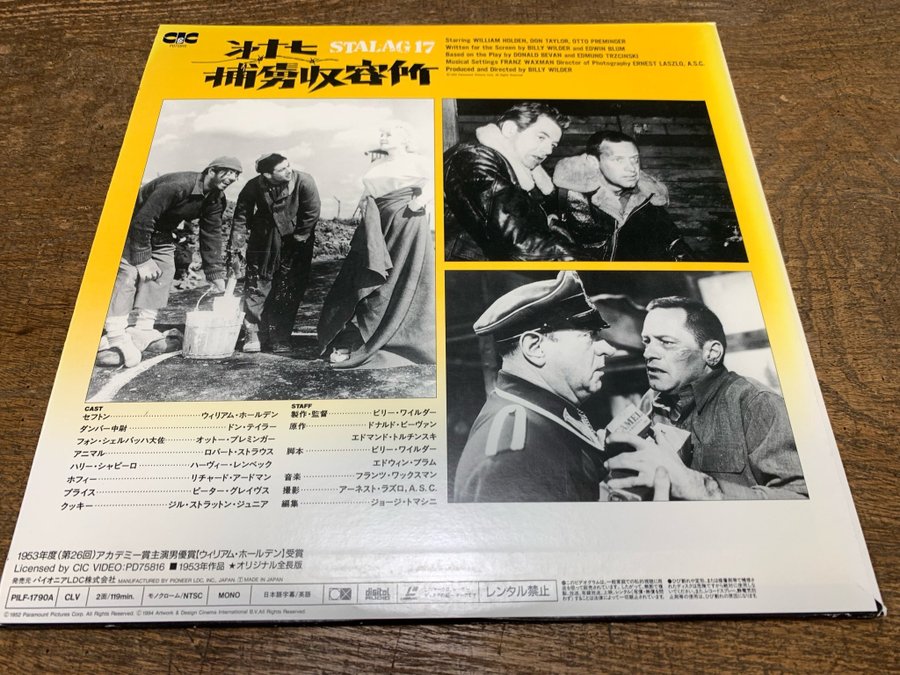 CIC
PD75816
第十七
捕虜収容所
STALAG 17
Starring WILLIAM HOLDEN, DON TAYLOR, OTTO PREMINGER
Written for the Screen by BILLY WILDER and EDWIN BLUM
Based on the Play by DONALD BEVAN and EDMUND TRZCINSKI
Musical Settings FRANZ WAXMAN Director of Photography ERNEST LASZLO, A.S.C.
Produced and Directed by BILLY WILDER
CAMEL
CAST
セフトン……ウィリアム・ホールデン
ダンバー中尉……ドン・テイラー
フォン・シェルバッハ大佐……オットー・プレミンガー
アニマル……ロバート・ストラウス
ハリー・シャピーロ……ハーヴィー・レンベック
ホフィー……リチャード・アードマン
プライス……ピーター・グレイヴス
クッキー……ジル・ストラットン・ジュニア
STAFF
製作・監督……ビリー・ワイルダー
原作……ドナルド・ビーヴァン
エドマンド・トルチンスキ
脚本……ビリー・ワイルダー
エドウィン・ブラム
音楽……フランツ・ワックスマン
撮影……アーネスト・ラズロ, A.S.C.
編集……ジョージ・トマシニ
1953年度(第26回)アカデミー賞主演男優賞【ウィリアム・ホールデン】受賞
Licensed by CIC VIDEO:PD75816 ■1953年作品 ★オリジナル全長版
発売元 パイオニアLDC株式会社 MANUFACTURED BY PIONEER LDC, INC., JAPAN Ⓣ MADE IN JAPAN
PILF-1790A CLV 2面/119min. モノクローム/NTSC MONO 日本語字幕/英語 digital AUDIO レンタル禁止
©1952 Paramount Pictures Corp. All Rights Reserved. ©1994 Artwork & Design Cinema International B.V. All Rights Reserved.